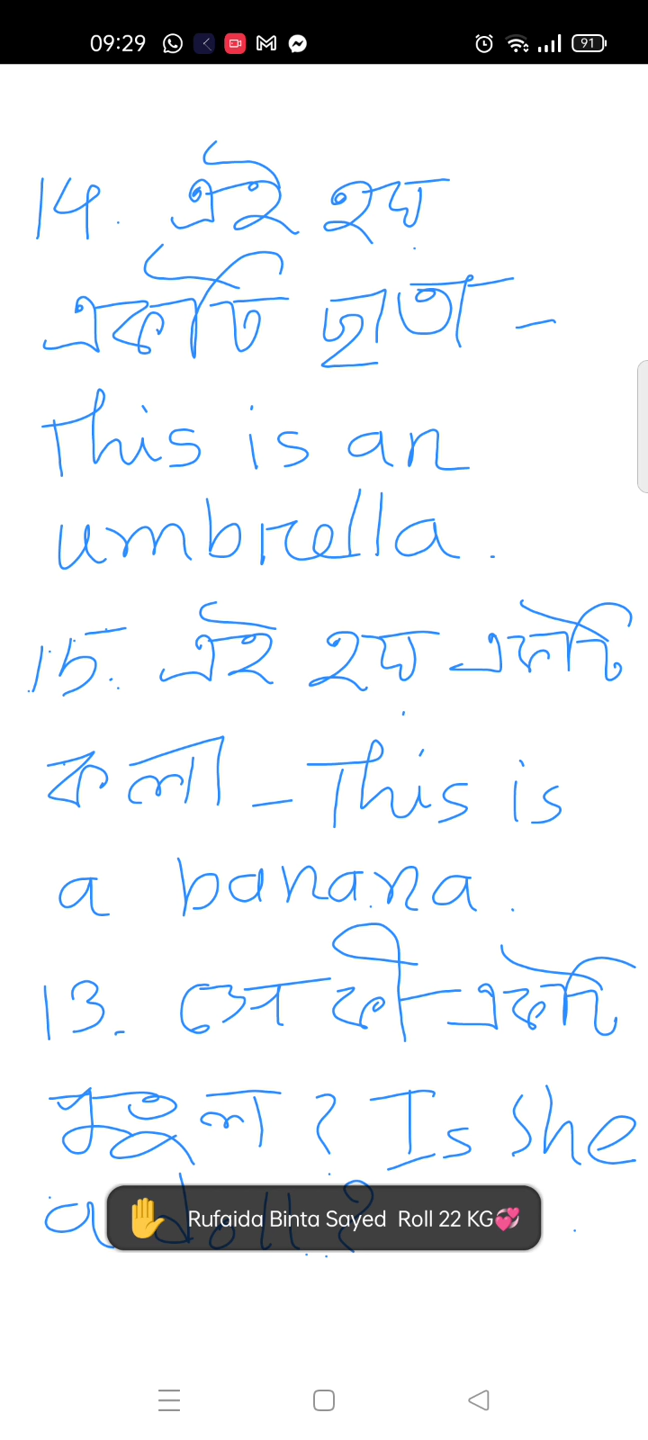 09:29
91
14. এই হয়
একটি ছাতা -
This is an
umbrella.
15. এই হয় একটি
কলা - This is
a banana.
13. সে কী একটি
পুতুল? Is she
a doll?
Rufaida Binta Sayed Roll 22 KG💞